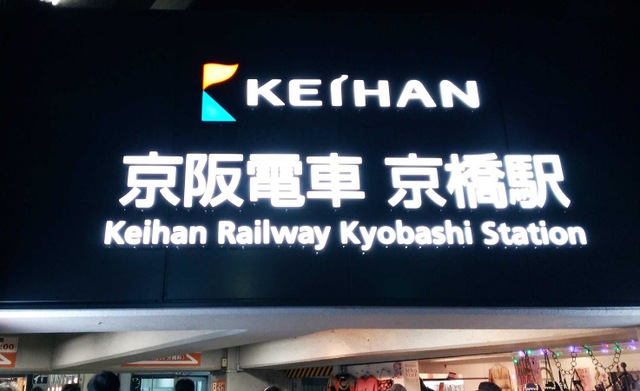 KEIHAN
京阪電車 京橋駅
Keihan Railway Kyobashi Station